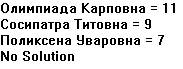 Олимпиада Карповна = 11
Сосипатра Титовна = 9
Поликсена Уваровна = 7
No Solution